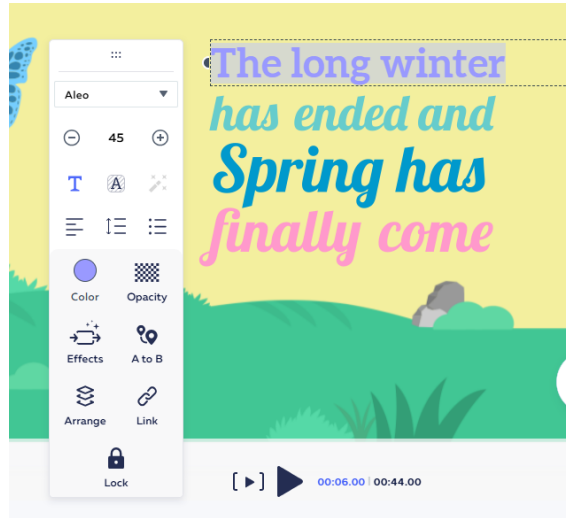 The long winter
has ended and
Spring has
finally come
Aleo
45
T A
Color Opacity
Effects A to B
Arrange Link
Lock
00:06.00 00:44.00